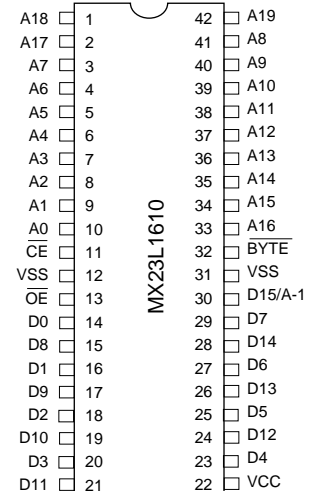 A18 1 42 A19
A17 2 41 A8
A7 3 40 A9
A6 4 39 A10
A5 5 38 A11
A4 6 37 A12
A3 7 36 A13
A2 8 35 A14
A1 9 34 A15
A0 10 33 A16
CE 11 32 BYTE
VSS 12 31 VSS
OE 13 30 D15/A-1
D0 14 29 D7
D8 15 28 D14
D1 16 27 D6
D9 17 26 D13
D2 18 25 D5
D10 19 24 D12
D3 20 23 D4
D11 21 22 VCC
MX23L1610